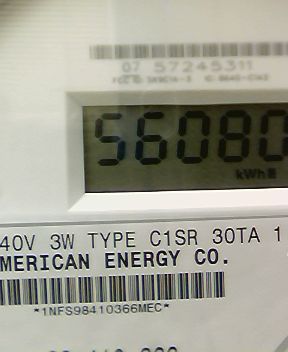 07 57245311
56080
kWh
40V 3W TYPE C1SR 30TA 1
MERICAN ENERGY CO.
*1NFS98410366MEC*